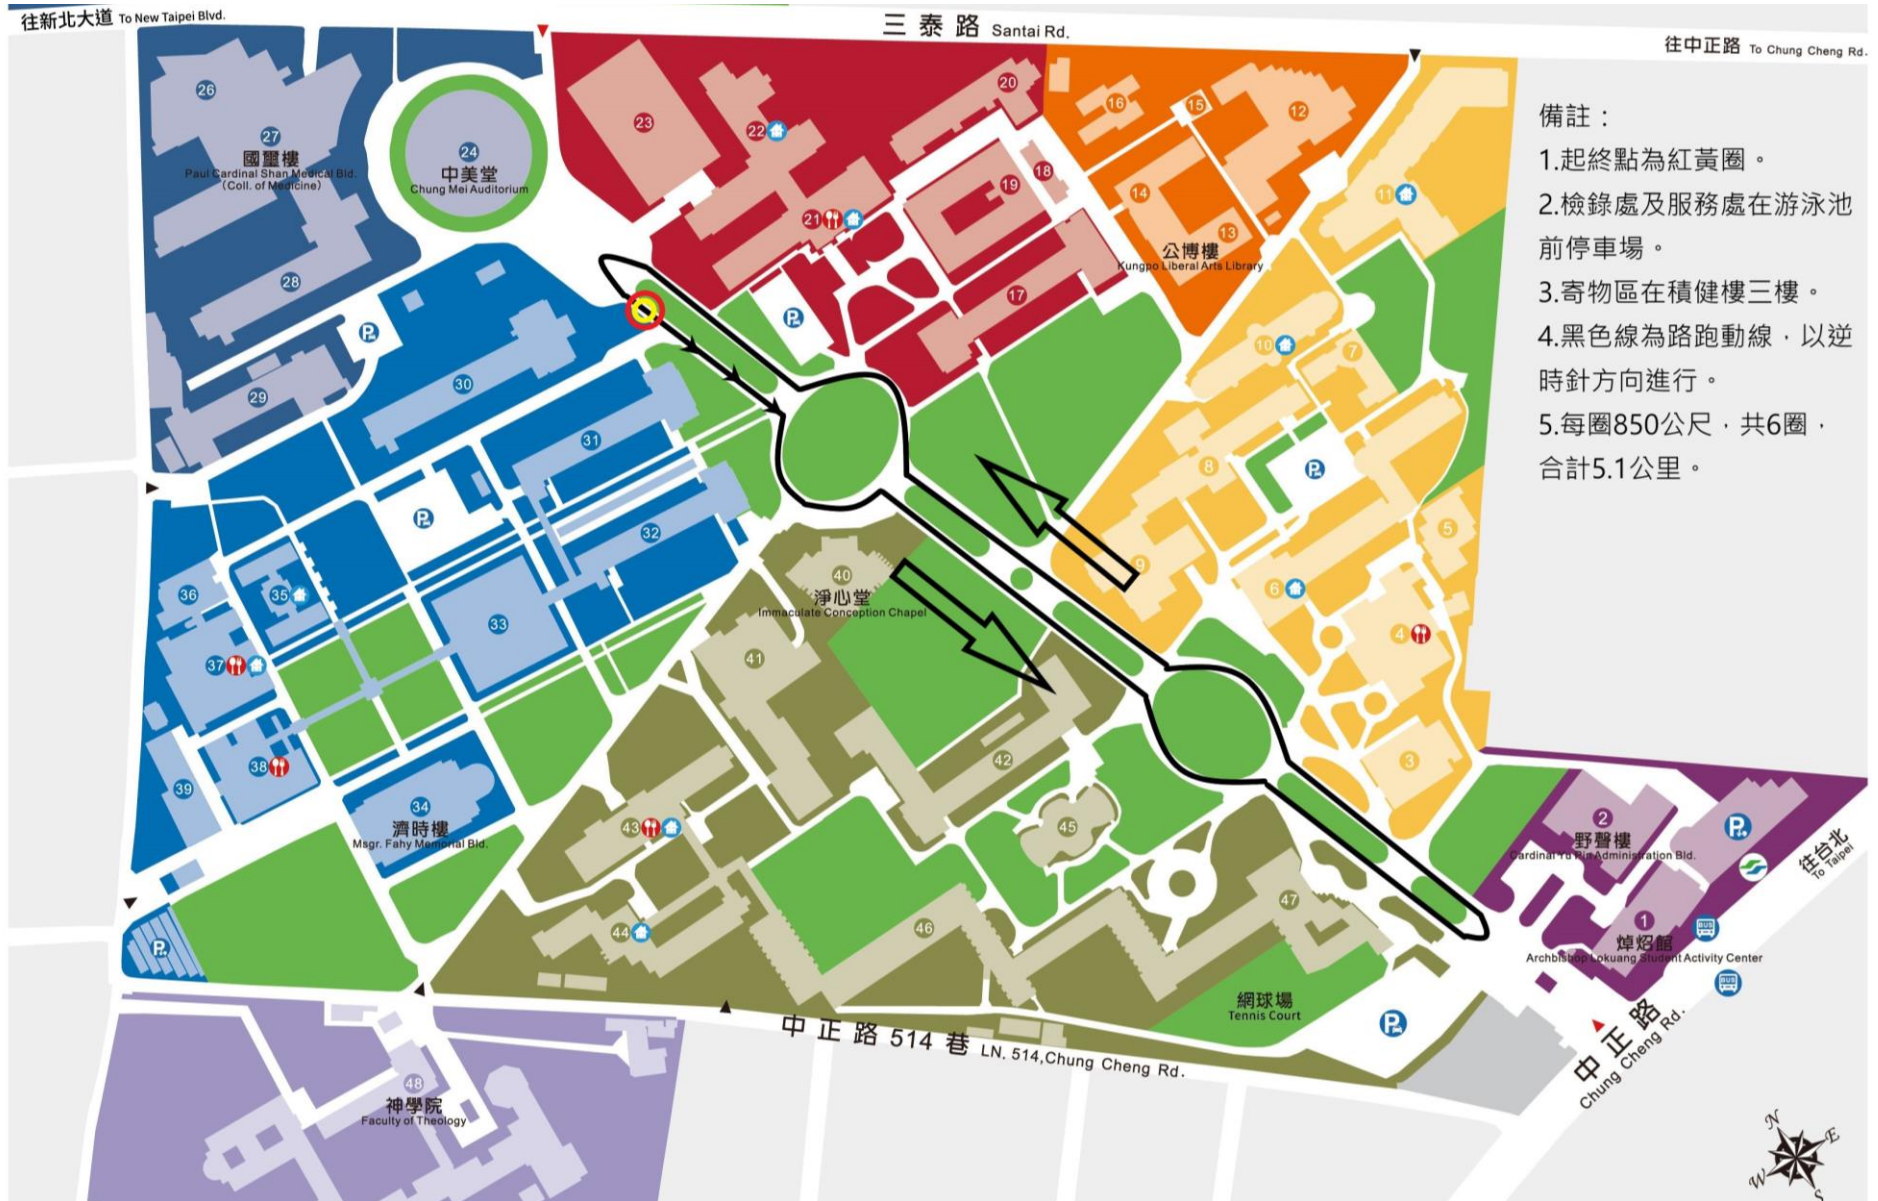 往新北大道 To New Taipei Blvd.
三泰路 Santai Rd.
往中正路 To Chung Cheng Rd.
備註：
1.起終點為紅黃圈。
2.檢錄處及服務處在游泳池
前停車場。
3.寄物區在積健樓三樓。
4.黑色線為路跑動線，以逆
時針方向進行。
5.每圈850公尺，共6圈，
合計5.1公里。
26
27
國璽樓
Paul Cardinal Shan Medical Bld.
(Coll. of Medicine)
24
中美堂
Chung Mei Auditorium
23
22
20
21
19
18
17
16
15
12
14
13
公博樓
Kungpo Liberal Arts Library
11
28
29
P
30
31
P
32
P
10
7
8
P
9
6
5
4
3
36
35
33
37
38
39
34
濟時樓
Msgr. Fahy Memorial Bld.
P
40
淨心堂
Immaculate Conception Chapel
41
42
43
44
45
46
47
網球場
Tennis Court
P
2
野聲樓
Cardinal Yu Pin Administration Bld.
P
往台北
To Taipei
1
焯炤館
Archbishop Lokuang Student Activity Center
BUS
BUS
中正路
Chung Cheng Rd.
中正路514巷 LN. 514,Chung Cheng Rd.
48
神學院
Faculty of Theology
N
E
W
S